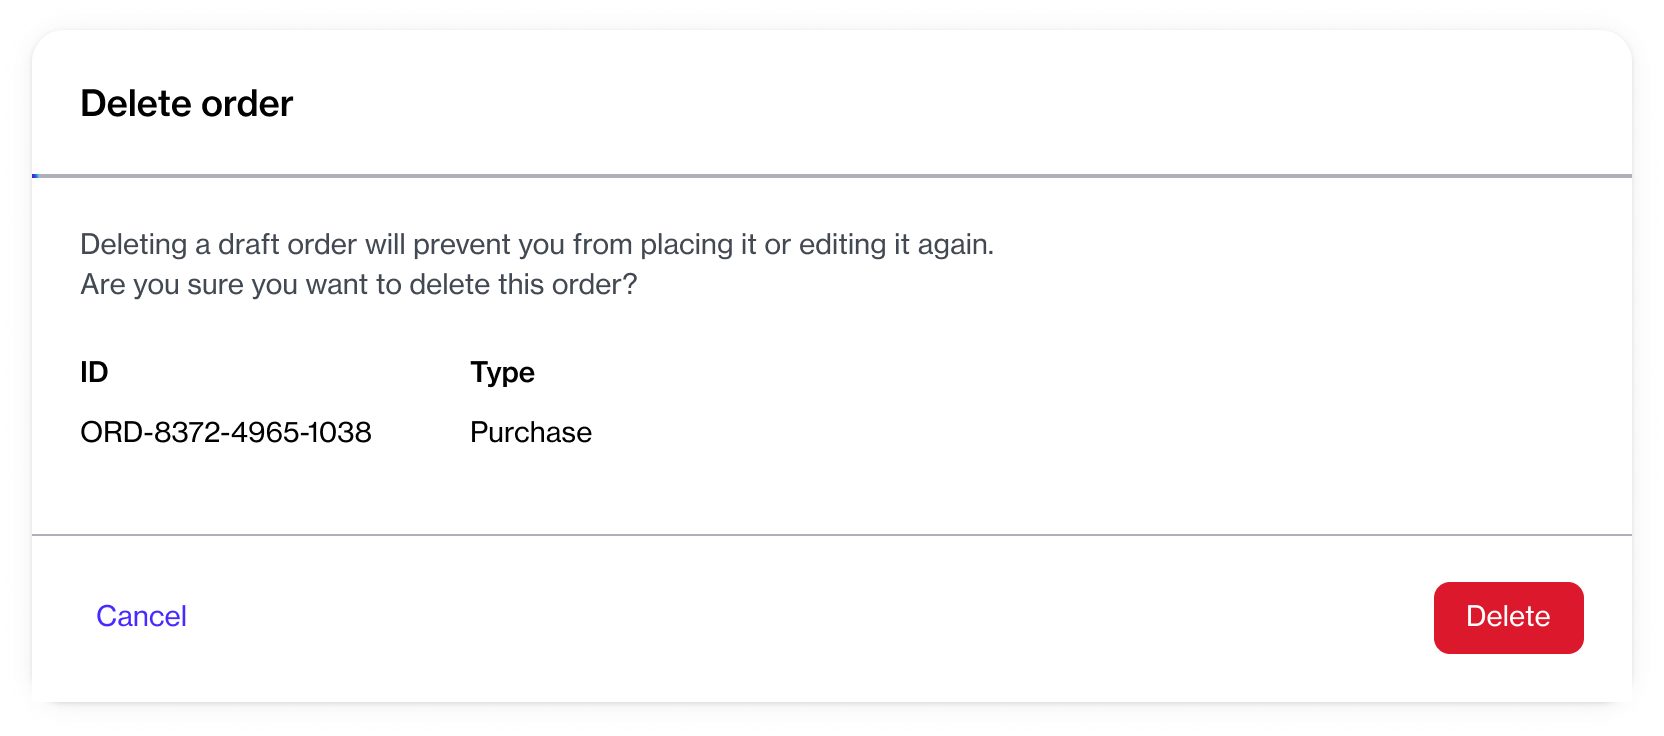 Delete order
Deleting a draft order will prevent you from placing it or editing it again.
Are you sure you want to delete this order?
ID Type
ORD-8372-4965-1038 Purchase
Cancel Delete